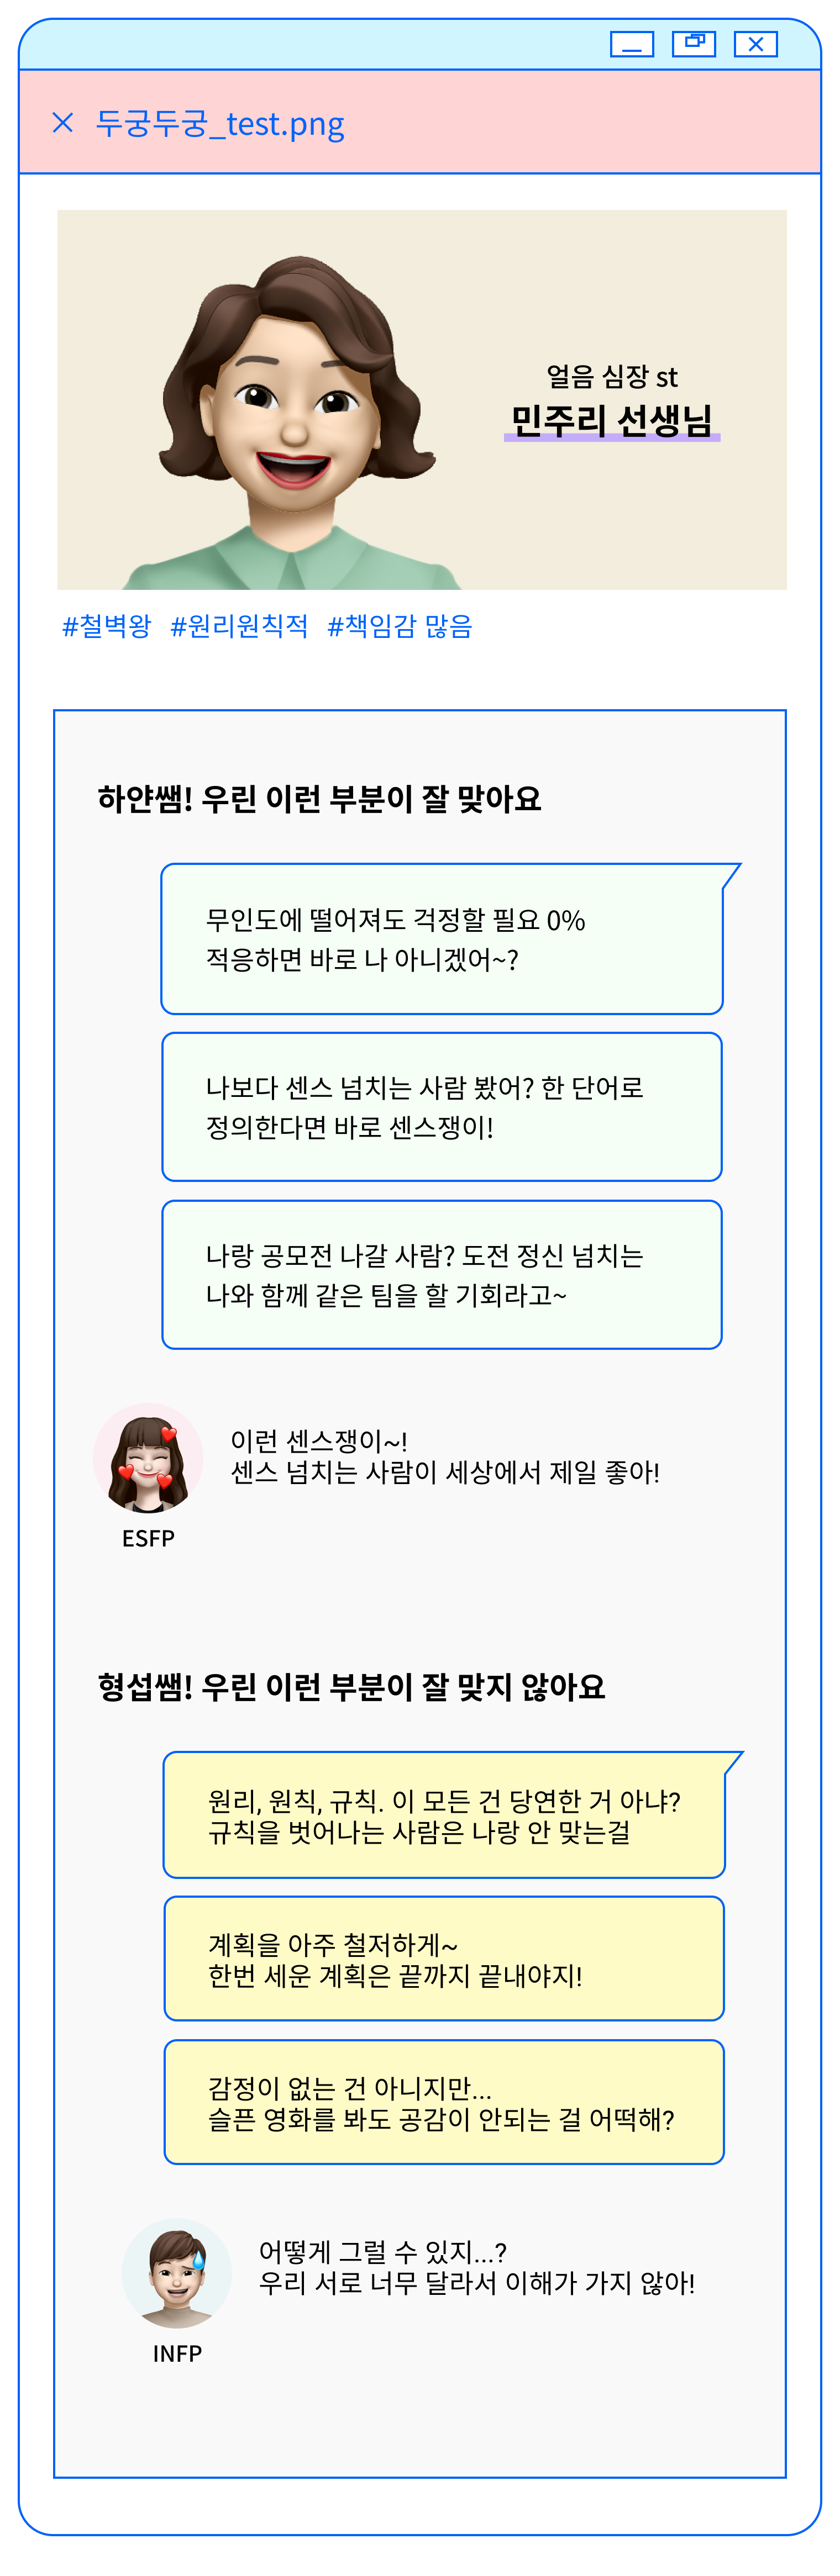 두궁두궁_test.png
얼음 심장 st
민주리 선생님
#철벽왕 #원리원칙적 #책임감 많음
하얀쌤! 우린 이런 부분이 잘 맞아요
무인도에 떨어져도 걱정할 필요 0%
적응하면 바로 나 아니겠어~?
나보다 센스 넘치는 사람 봤어? 한 단어로
정의한다면 바로 센스쟁이!
나랑 공모전 나갈 사람? 도전 정신 넘치는
나와 함께 같은 팀을 할 기회라고~
이런 센스쟁이~!
센스 넘치는 사람이 세상에서 제일 좋아!
ESFP
형섭쌤! 우린 이런 부분이 잘 맞지 않아요
원리, 원칙, 규칙. 이 모든 건 당연한 거 아냐?
규칙을 벗어나는 사람은 나랑 안 맞는걸
계획을 아주 철저하게~
한번 세운 계획은 끝까지 끝내야지!
감정이 없는 건 아니지만...
슬픈 영화를 봐도 공감이 안되는 걸 어떡해?
어떻게 그럴 수 있지...?
우리 서로 너무 달라서 이해가 가지 않아!
INFP